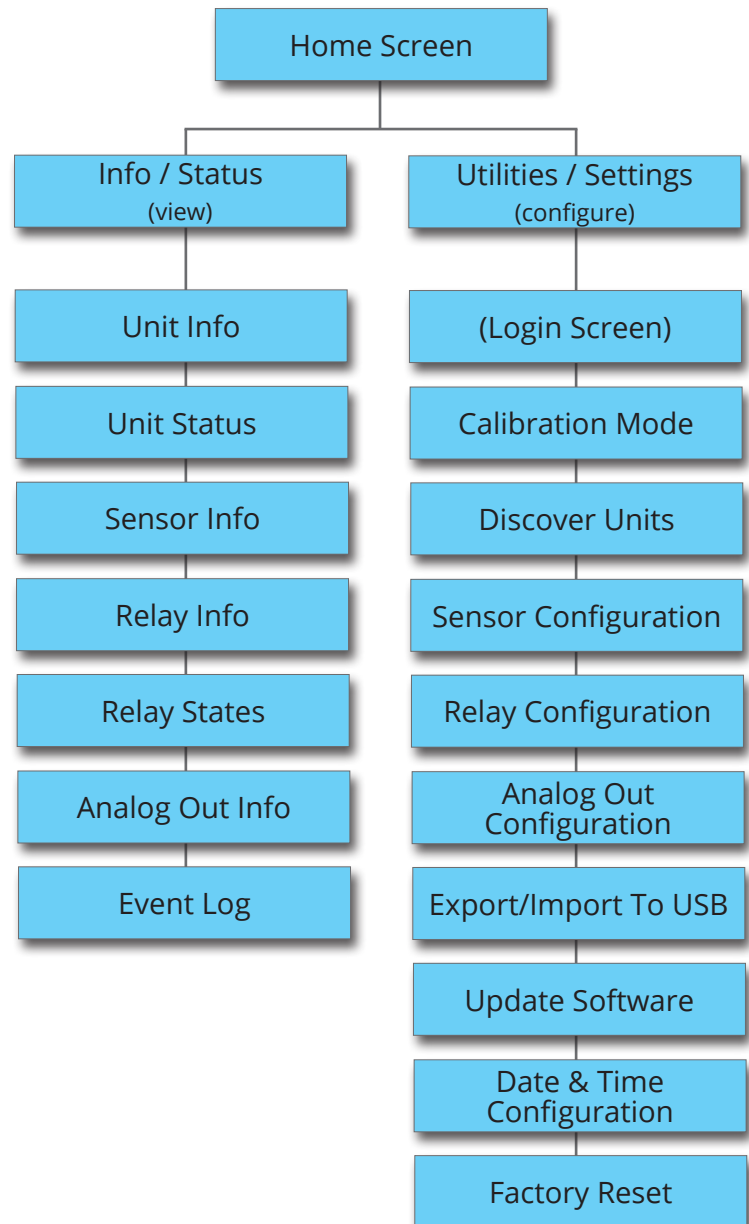 Home Screen
Info / Status
(view)
Unit Info
Unit Status
Sensor Info
Relay Info
Relay States
Analog Out Info
Event Log
Utilities / Settings
(configure)
(Login Screen)
Calibration Mode
Discover Units
Sensor Configuration
Relay Configuration
Analog Out
Configuration
Export/Import To USB
Update Software
Date & Time
Configuration
Factory Reset